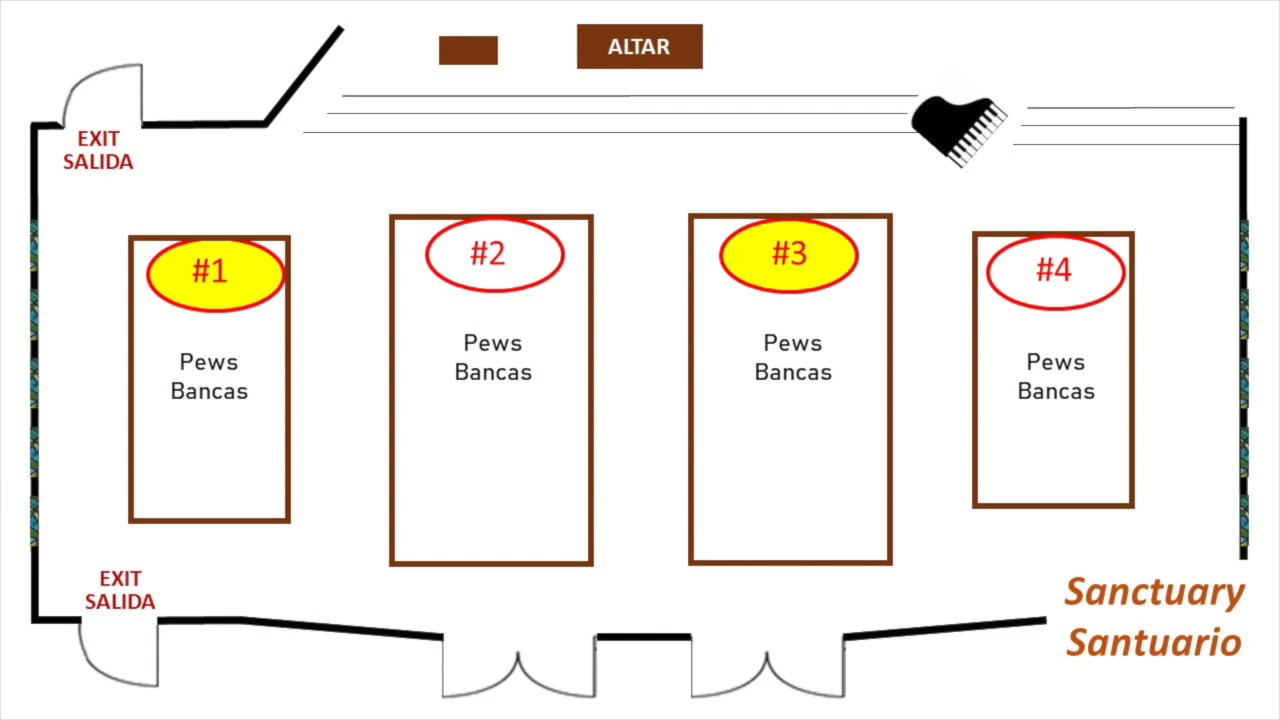 ALTAR
EXIT
SALIDA
#1
#2
#3
#4
Pews
Bancas
Pews
Bancas
Pews
Bancas
Pews
Bancas
EXIT
SALIDA
Sanctuary
Santuario